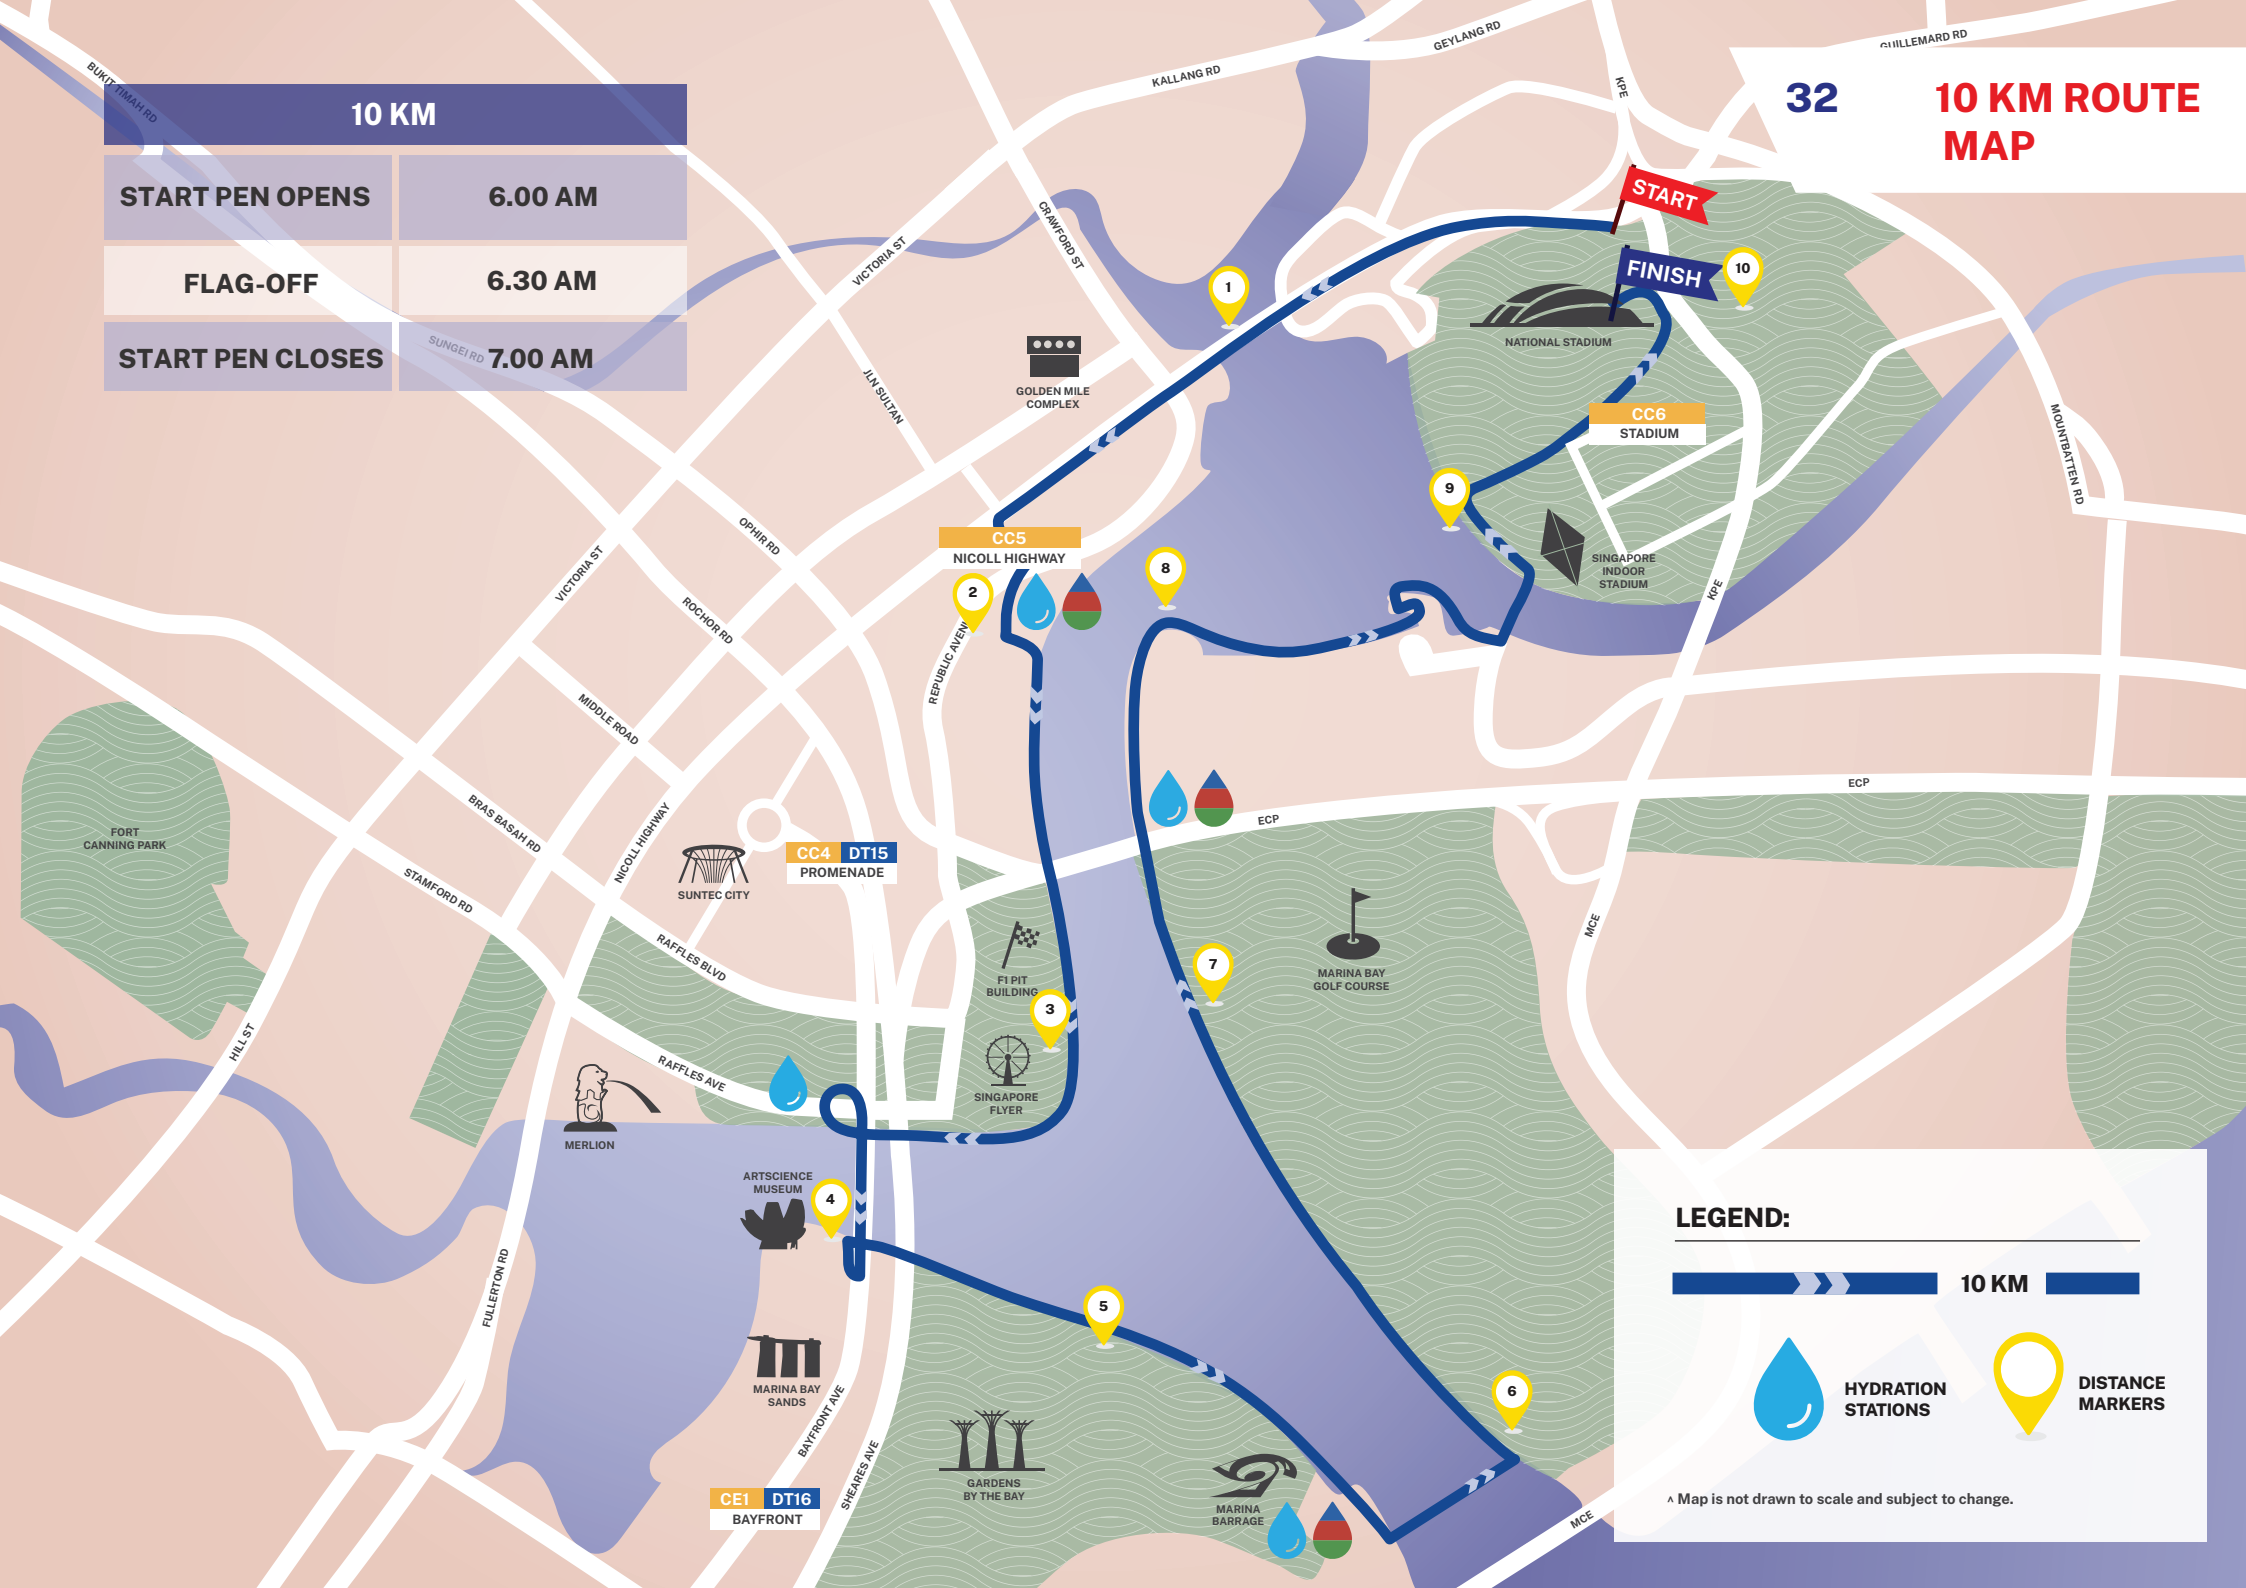 32
10 KM ROUTE
MAP
10 KM
START PEN OPENS
6.00 AM
FLAG-OFF
6.30 AM
START PEN CLOSES
7.00 AM
BUKIT TIMAH RD
SUNGEI RD
KALLANG RD
GEYLANG RD
GUILLEMARD RD
KPE
CRAWFORD ST
VICTORIA ST
JLN SULTAN
START
FINISH
10
1
NATIONAL STADIUM
GOLDEN MILE
COMPLEX
CC6
STADIUM
MOUNTBATTEN RD
9
OPHIR RD
CC5
NICOLL HIGHWAY
VICTORIA ST
2
8
SINGAPORE
INDOOR
STADIUM
KPE
ROCHOR RD
REPUBLIC AVENU
MIDDLE ROAD
ECP
ECP
FORT
CANNING PARK
BRAS BASAH RD
NICOLL HIGHWAY
STAMFORD RD
SUNTEC CITY
CC4
DT15
PROMENADE
RAFFLES BLVD
F1 PIT
BUILDING
3
7
MARINA BAY
GOLF COURSE
MCE
HILL ST
RAFFLES AVE
SINGAPORE
FLYER
MERLION
ARTSCIENCE
MUSEUM
4
FULLERTON RD
5
MARINA BAY
SANDS
BAYFRONT AVE
SHEARES AVE
6
GARDENS
BY THE BAY
MARINA
BARRAGE
CE1
DT16
BAYFRONT
MCE
LEGEND:
10 KM
HYDRATION
STATIONS
DISTANCE
MARKERS
^ Map is not drawn to scale and subject to change.